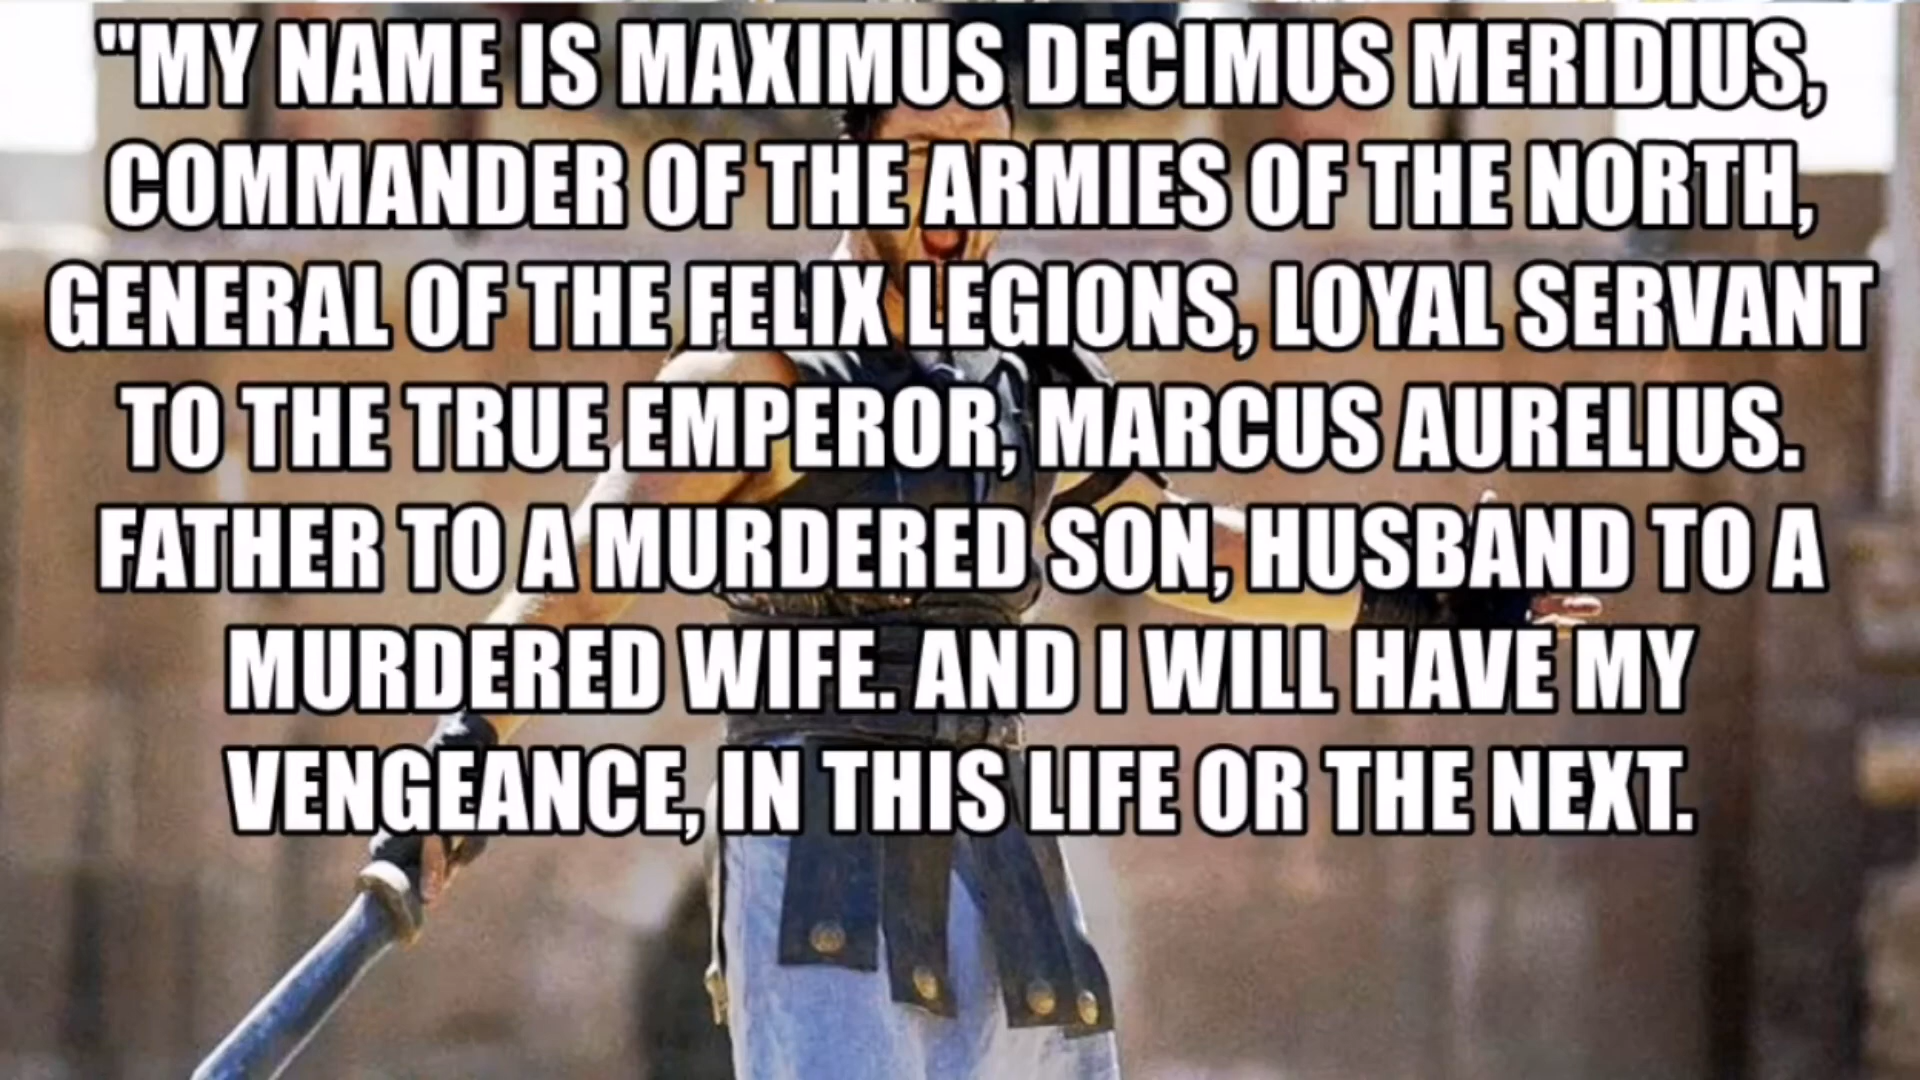 "MY NAME IS MAXIMUS DECIMUS MERIDIUS,
COMMANDER OF THE ARMIES OF THE NORTH,
GENERAL OF THE FELIX LEGIONS, LOYAL SERVANT
TO THE TRUE EMPEROR, MARCUS AURELIUS.
FATHER TO A MURDERED SON, HUSBAND TO A
MURDERED WIFE. AND I WILL HAVE MY
VENGEANCE, IN THIS LIFE OR THE NEXT.